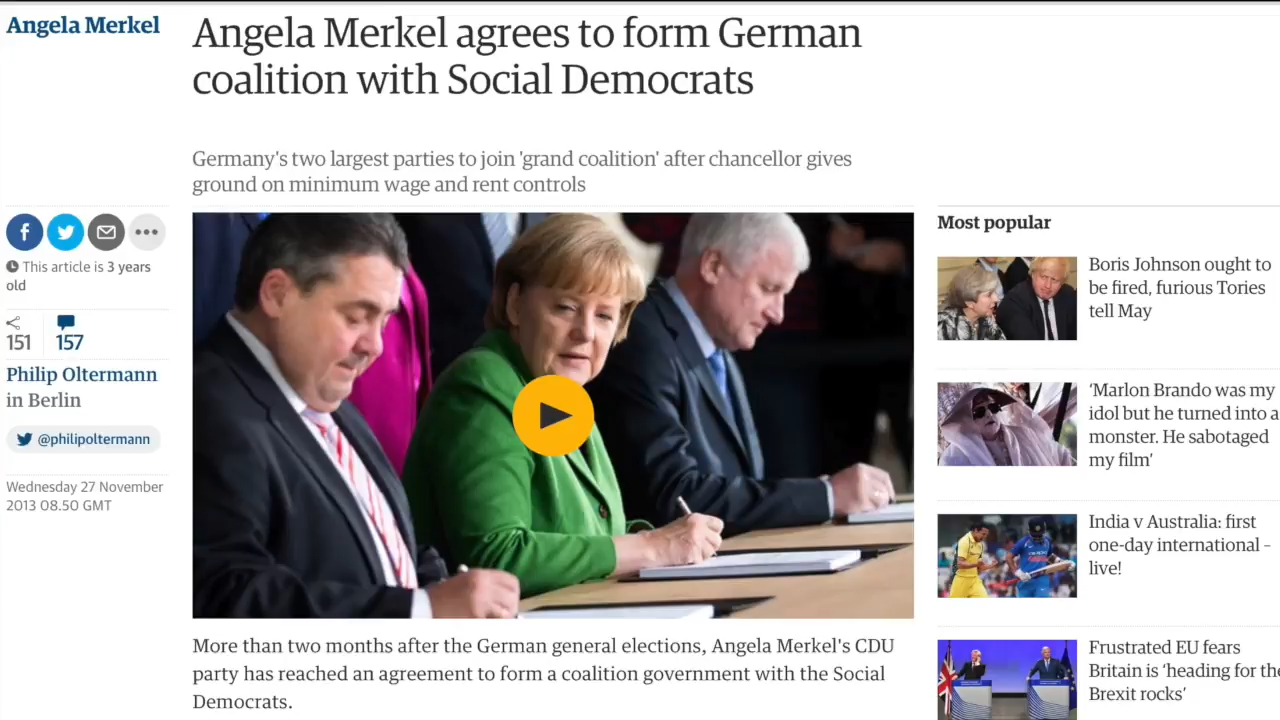 Angela Merkel
Angela Merkel agrees to form German
coalition with Social Democrats
Germany's two largest parties to join 'grand coalition' after chancellor gives
ground on minimum wage and rent controls
This article is 3 years
old
151
157
Philip Oltermann
in Berlin
@philipoltermann
Wednesday 27 November
2013 08.50 GMT
More than two months after the German general elections, Angela Merkel's CDU
party has reached an agreement to form a coalition government with the Social
Democrats.
Most popular
Boris Johnson ought to
be fired, furious Tories
tell May
‘Marlon Brando was my
idol but he turned into a
monster. He sabotaged
my film’
India v Australia: first
one-day international –
live!
Frustrated EU fears
Britain is ‘heading for the
Brexit rocks’